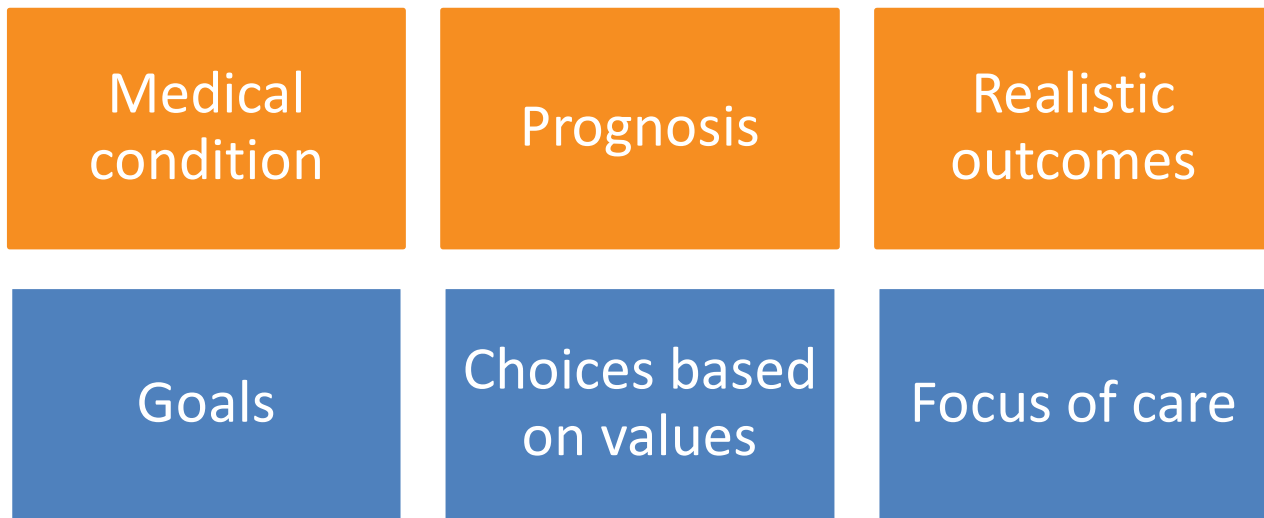 Medical
condition
Prognosis
Realistic
outcomes
Goals
Choices based
on values
Focus of care